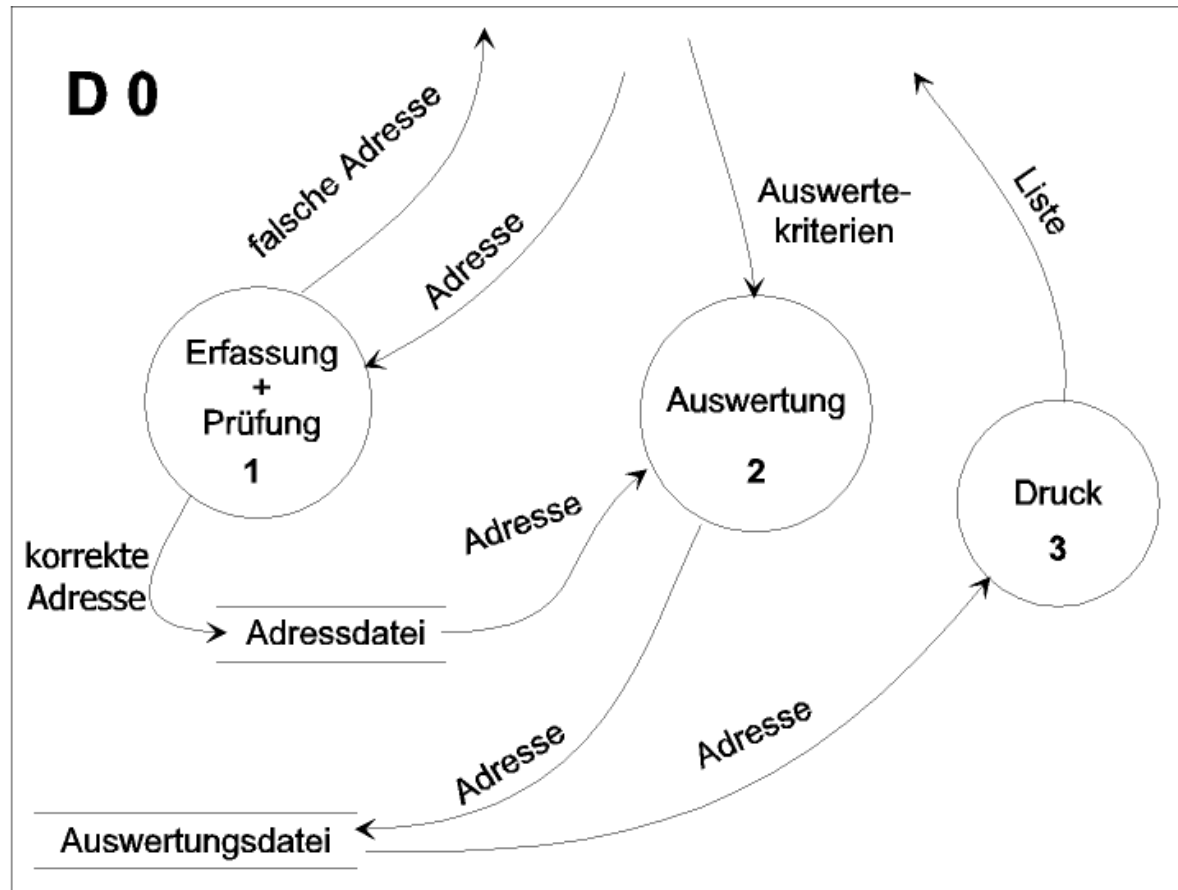 D 0
falsche Adresse
Adresse
Auswerte-
kriterien
Liste
Erfassung
+
Prüfung
1
Auswertung
2
Druck
3
korrekte
Adresse
Adresse
Adressdatei
Adresse
Adresse
Auswertungsdatei